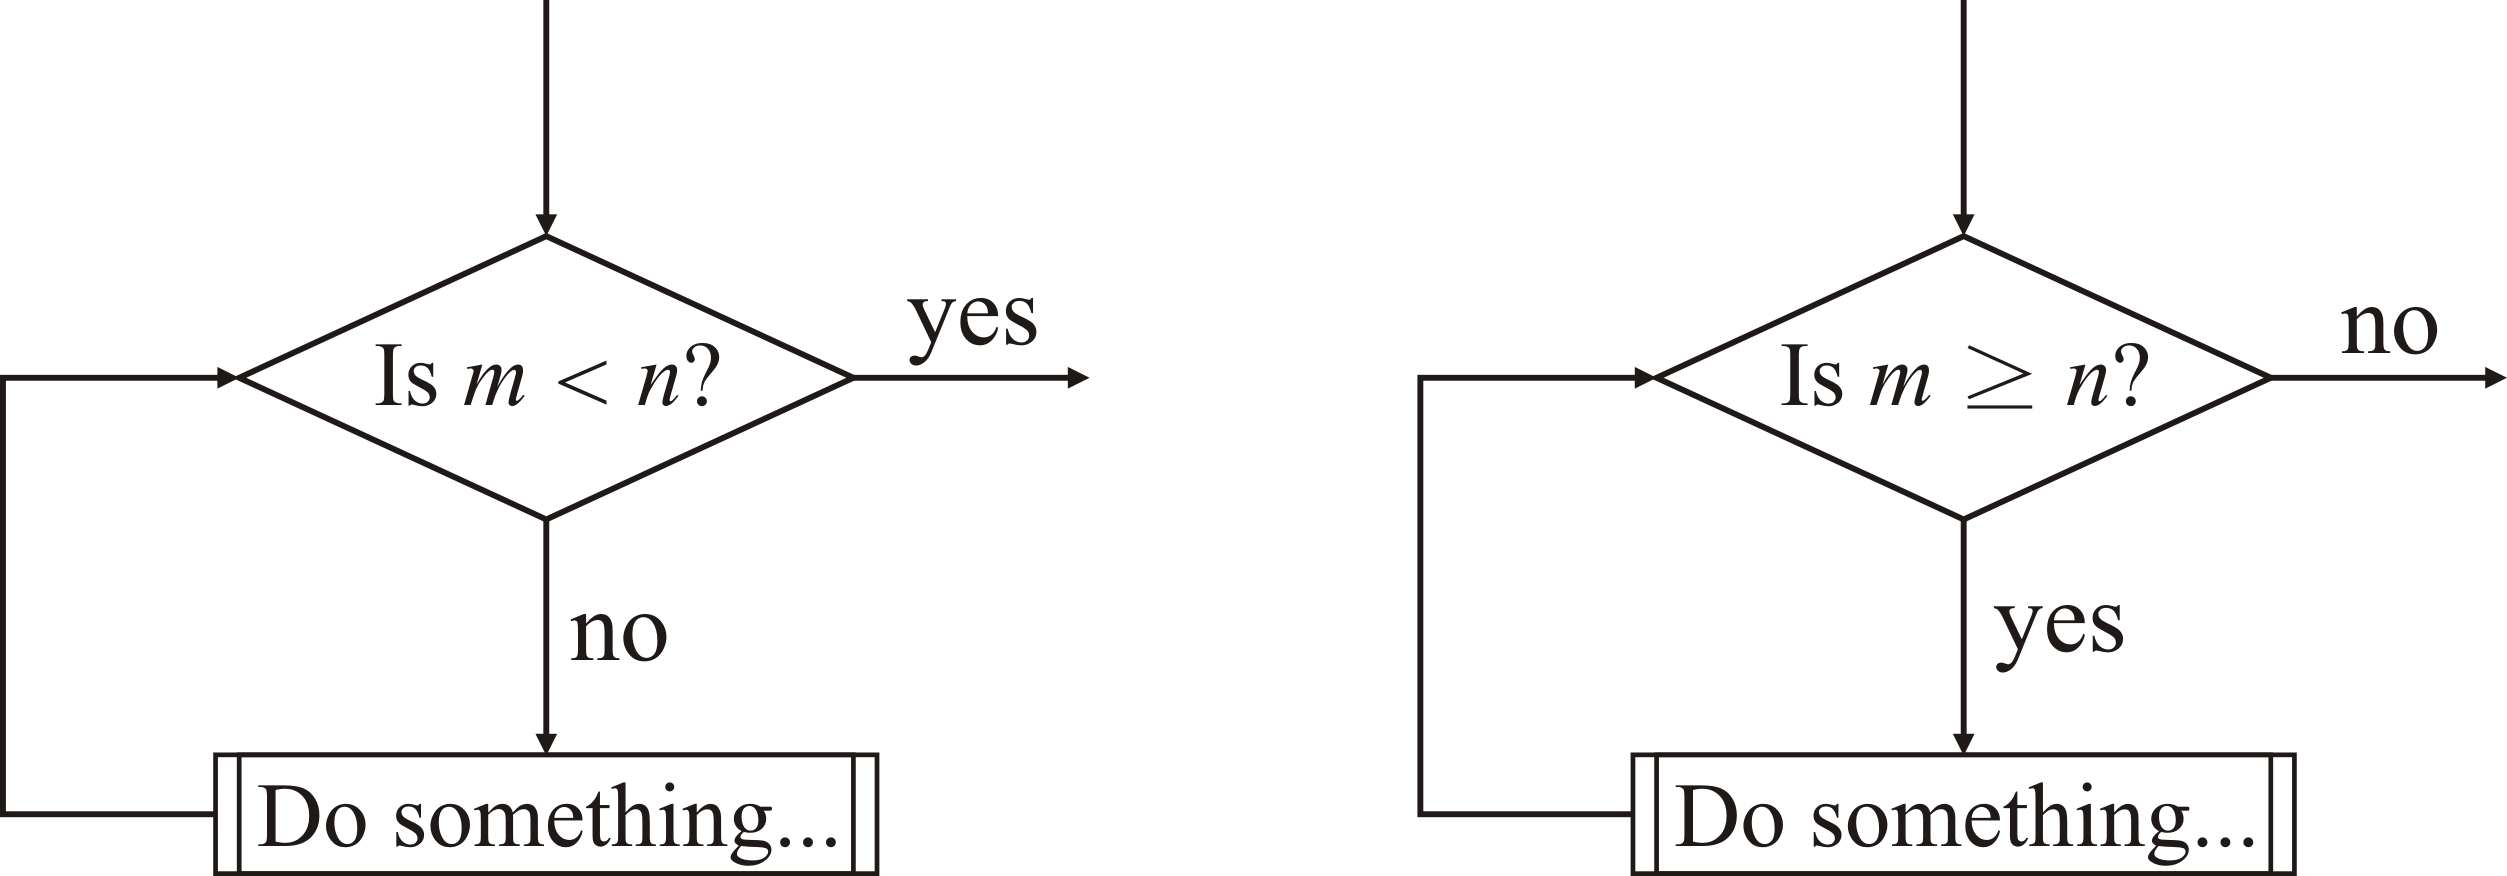 Is m < n?
yes
no
Do something...
Is m ≥ n?
no
yes
Do something...